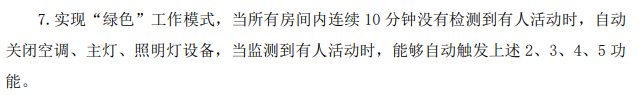 7.实现“绿色”工作模式，当所有房间内连续 10 分钟没有检测到有人活动时，自动
关闭空调、主灯、照明灯设备，当监测到有人活动时，能够自动触发上述 2、3、4、5 功
能。